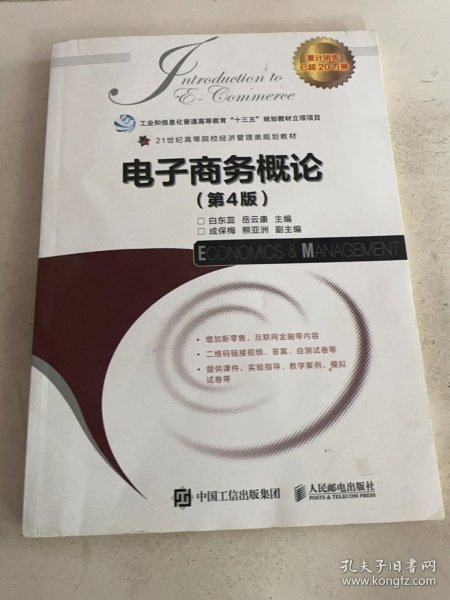 累计销售
已超20万册
Introduction to
E-Commerce
工业和信息化普通高等教育“十三五”规划教材立项项目
21世纪高等院校经济管理类规划教材
电子商务概论
（第4版）
□ 白东蕊 岳云康 主编
□ 成保梅 熊亚洲 副主编
ECONOMICS & MANAGEMENT
• 增加新零售、互联网金融等内容
• 二维码链接视频、答案、自测试卷等
• 提供课件、实验指导、教学案例、模拟
试卷等
中国工信出版集团
人民邮电出版社
POSTS & TELECOM PRESS
孔夫子旧书网
www.kongfz.com